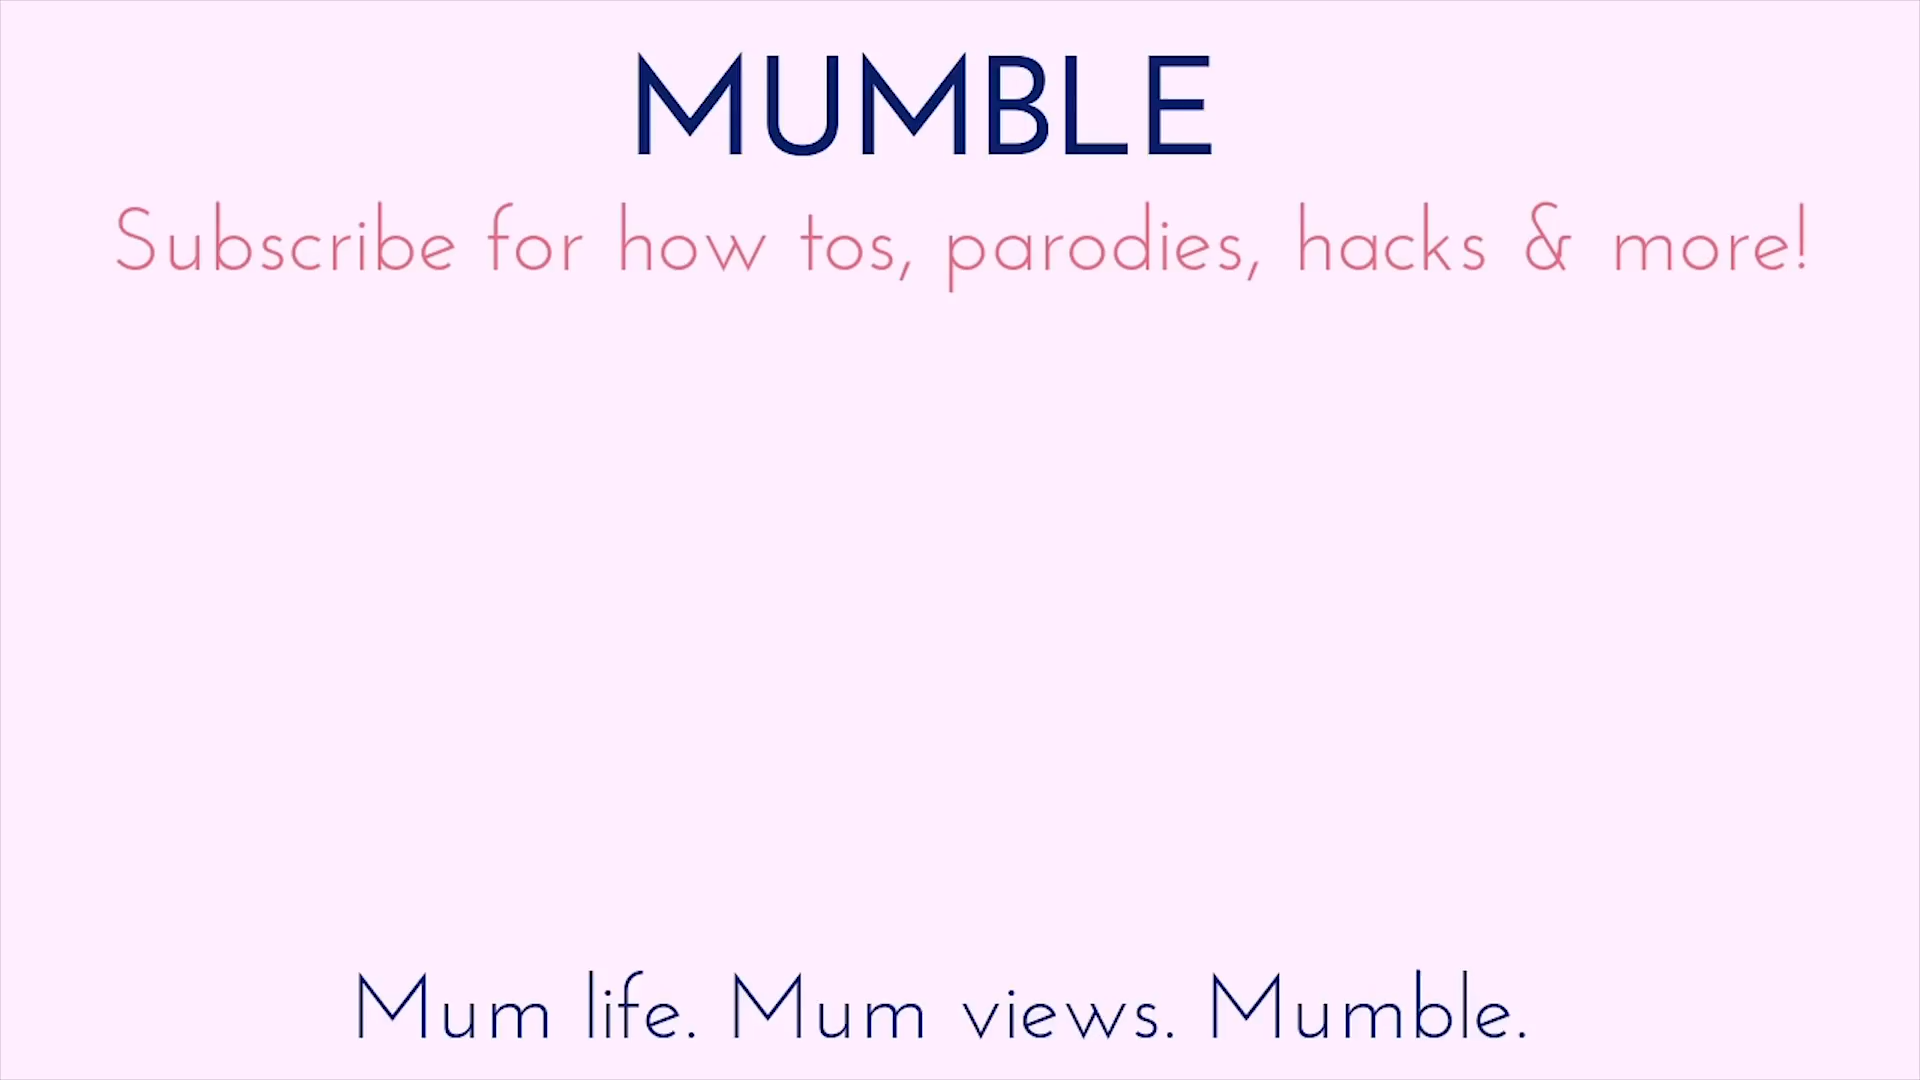 MUMBLE
Subscribe for how tos, parodies, hacks & more!
Mum life. Mum views. Mumble.